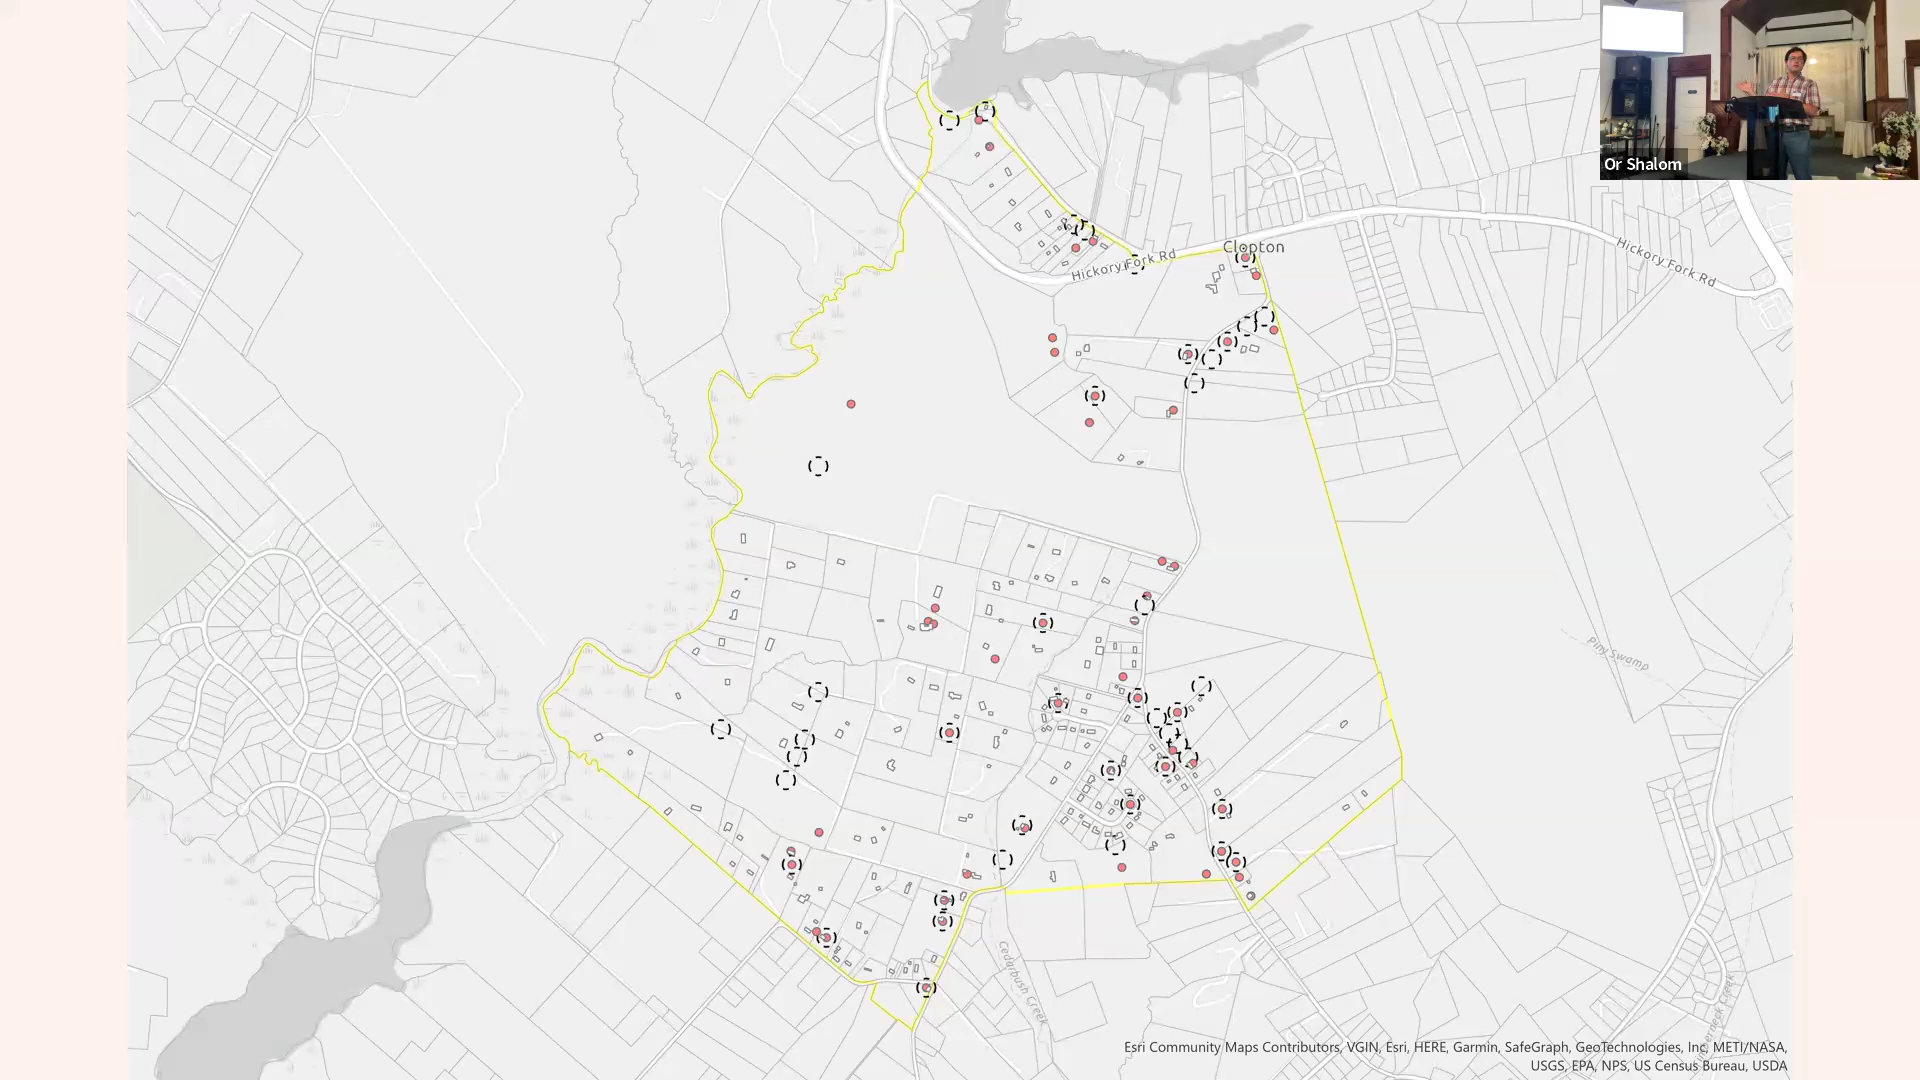 Or Shalom
Clopton
Hickory Fork Rd
Hickory Fork Rd
Piny Swamp
Cedarbush Creek
Creek
Esri Community Maps Contributors, VGIN, Esri, HERE, Garmin, SafeGraph, GeoTechnologies, Inc, METI/NASA,
USGS, EPA, NPS, US Census Bureau, USDA